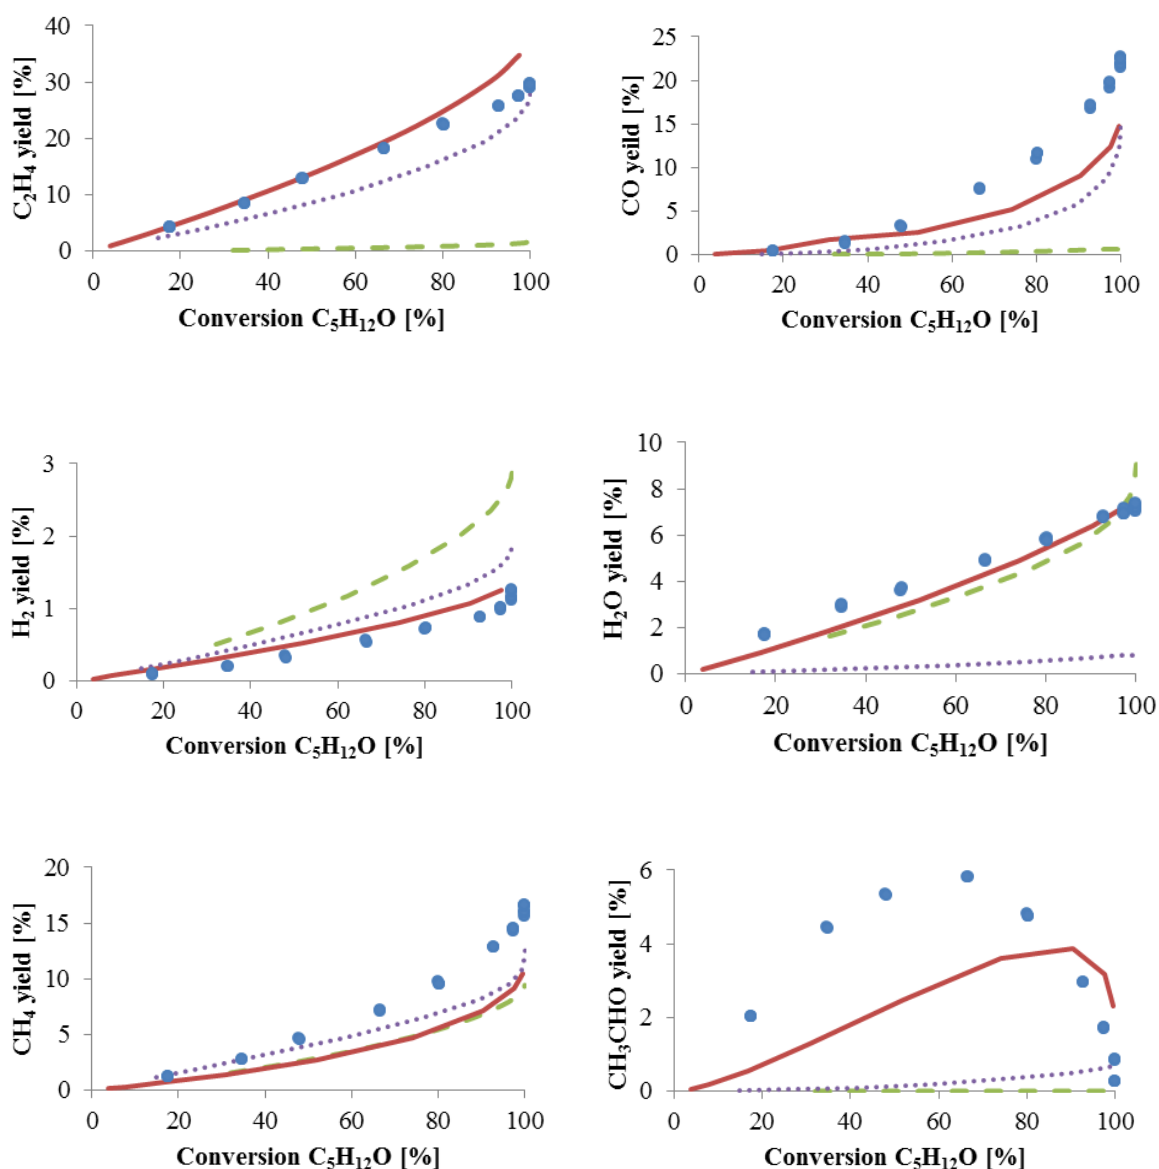 C₂H₄ yield [%]
40
30
20
10
0
0 20 40 60 80 100
Conversion C₅H₁₂O [%]
CO yeild [%]
25
20
15
10
5
0
0 20 40 60 80 100
Conversion C₅H₁₂O [%]
H₂ yield [%]
3
2
1
0
0 20 40 60 80 100
Conversion C₅H₁₂O [%]
H₂O yield [%]
10
8
6
4
2
0
0 20 40 60 80 100
Conversion C₅H₁₂O [%]
CH₄ yield [%]
20
15
10
5
0
0 20 40 60 80 100
Conversion C₅H₁₂O [%]
CH₃CHO yield [%]
6
4
2
0
0 20 40 60 80 100
Conversion C₅H₁₂O [%]